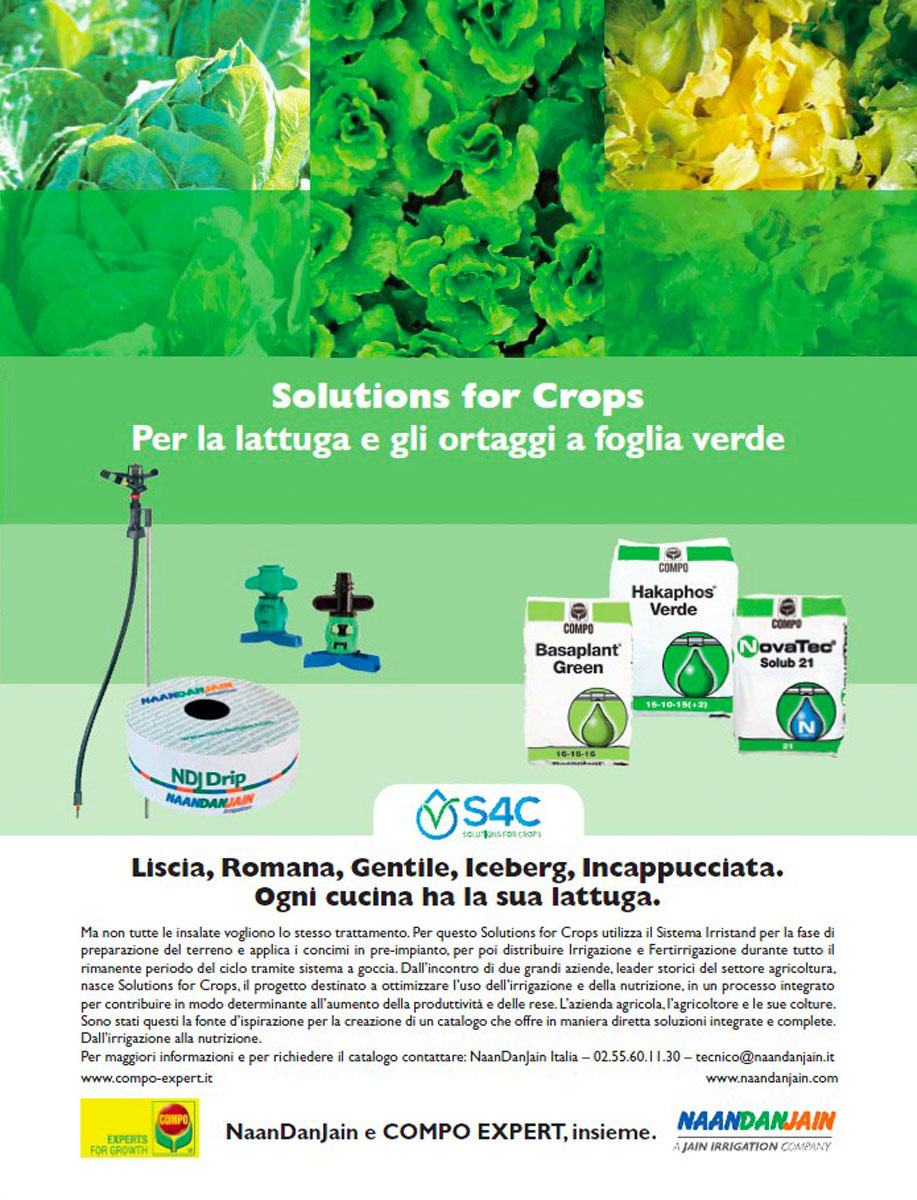 Solutions for Crops
Per la lattuga e gli ortaggi a foglia verde
COMPO
Hakaphos®
Verde
15-10-15(+2)
COMPO
Basaplant®
Green
16-16-16
Basaplant®
COMPO
NovaTec®
Solub 21
N
21
NAANDANJAIN
Irrigation
www.naandanjain.com
NDJ Drip
NAANDANJAIN
Irrigation
S4C
SOLUTIONS FOR CROPS
Liscia, Romana, Gentile, Iceberg, Incappucciata.
Ogni cucina ha la sua lattuga.
Ma non tutte le insalate vogliono lo stesso trattamento. Per questo Solutions for Crops utilizza il Sistema Irristand per la fase di
preparazione del terreno e applica i concimi in pre-impianto, per poi distribuire Irrigazione e Fertirrigazione durante tutto il
rimanente periodo del ciclo tramite sistema a goccia. Dall'incontro di due grandi aziende, leader storici del settore agricoltura,
nasce Solutions for Crops, il progetto destinato a ottimizzare l'uso dell'irrigazione e della nutrizione, in un processo integrato
per contribuire in modo determinante all'aumento della produttività e delle rese. L'azienda agricola, l'agricoltore e le sue colture.
Sono stati questi la fonte d'ispirazione per la creazione di un catalogo che offre in maniera diretta soluzioni integrate e complete.
Dall'irrigazione alla nutrizione.
Per maggiori informazioni e per richiedere il catalogo contattare: NaanDanJain Italia – 02.55.60.11.30 – tecnico@naandanjain.it
www.compo-expert.it www.naandanjain.com
EXPERTS
FOR GROWTH
COMPO
NaanDanJain e COMPO EXPERT, insieme.
NAANDANJAIN
A JAIN IRRIGATION COMPANY